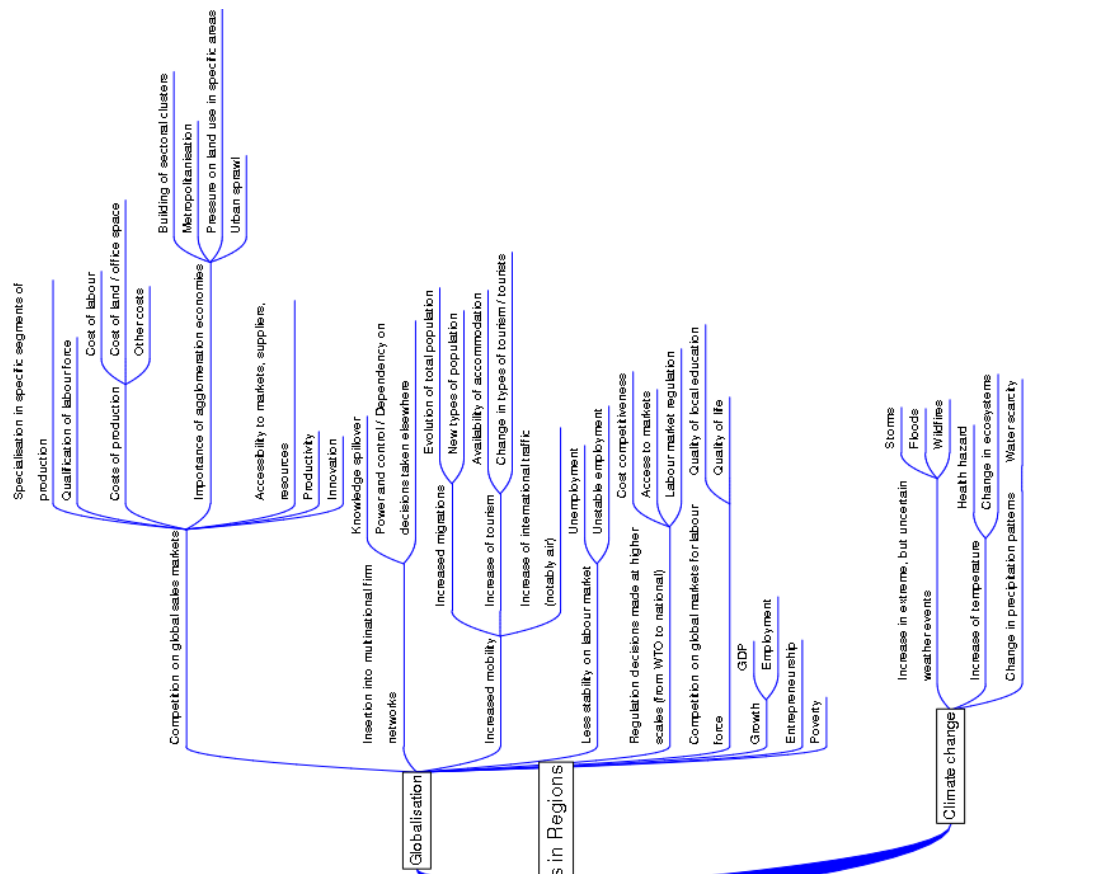 Specialisation in specific segments of
production
Qualification of labour force
Cost of labour
Cost of land / office space
Other costs
Costs of production
Building of sectoral clusters
Metropolitanisation
Pressure on land use in specific areas
Urban sprawl
Importance of agglomeration economies
Accessibility to markets, suppliers,
resources
Productivity
Innovation
Competition on global sales markets
Knowledge spillover
Power and control / Dependency on
decisions taken elsewhere
Insertion into multinational firm
networks
Evolution of total population
New types of population
Increased migrations
Availability of accommodation
Change in types of tourism / tourists
Increase of tourism
Increase of international traffic
(notably air)
Increased mobility
Unemployment
Unstable employment
Less stability on labour market
Cost competitiveness
Access to markets
Labour market regulation
Regulation decisions made at higher
scales (from WTO to national)
Quality of local education
Quality of life
Competition on global markets for labour
force
GDP
Employment
Growth
Entrepreneurship
Poverty
Globalisation
s in Regions
Storms
Floods
Wildfires
Increase in extreme, but uncertain
weather events
Heath hazard
Change in ecosystems
Increase of temperature
Water scarcity
Change in precipitation patterns
Climate change